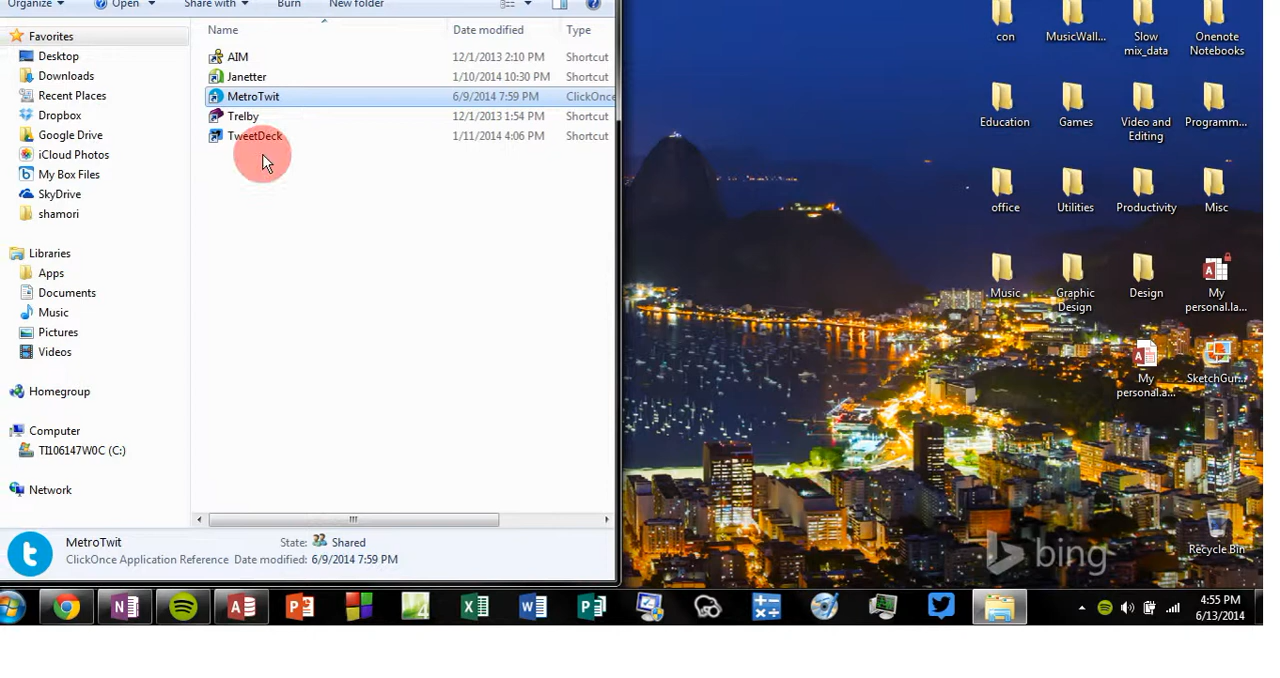 Organize
Open
Share with
Burn
New folder
Favorites
Desktop
Downloads
Recent Places
Dropbox
Google Drive
iCloud Photos
My Box Files
SkyDrive
shamori
Libraries
Apps
Documents
Music
Pictures
Videos
Homegroup
Computer
TI106147W0C (C:)
Network
Name Date modified Type
AIM 12/1/2013 2:10 PM Shortcut
Janetter 1/10/2014 10:30 PM Shortcut
MetroTwit 6/9/2014 7:59 PM ClickOnce
Trelby 12/1/2013 1:54 PM Shortcut
TweetDeck 1/11/2014 4:06 PM Shortcut
MetroTwit State: Shared
ClickOnce Application Reference Date modified: 6/9/2014 7:59 PM
con
MusicWall...
Slow
mix_data
Onenote
Notebooks
Education
Games
Video and
Editing
Programm...
office
Utilities
Productivity
Misc
Music
Graphic
Design
Design
My
personal.la...
My
personal.a...
SketchGur...
Recycle Bin
bing
4:55 PM
6/13/2014